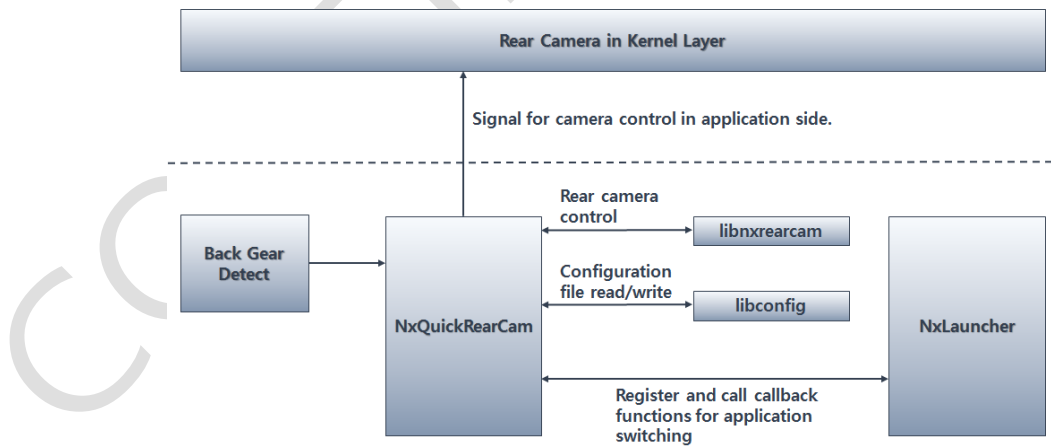 Rear Camera in Kernel Layer
Signal for camera control in application side.
Rear camera
control
libnxrearcam
Back Gear
Detect
Configuration
file read/write
libconfig
NxQuickRearCam
NxLauncher
Register and call callback
functions for application
switching